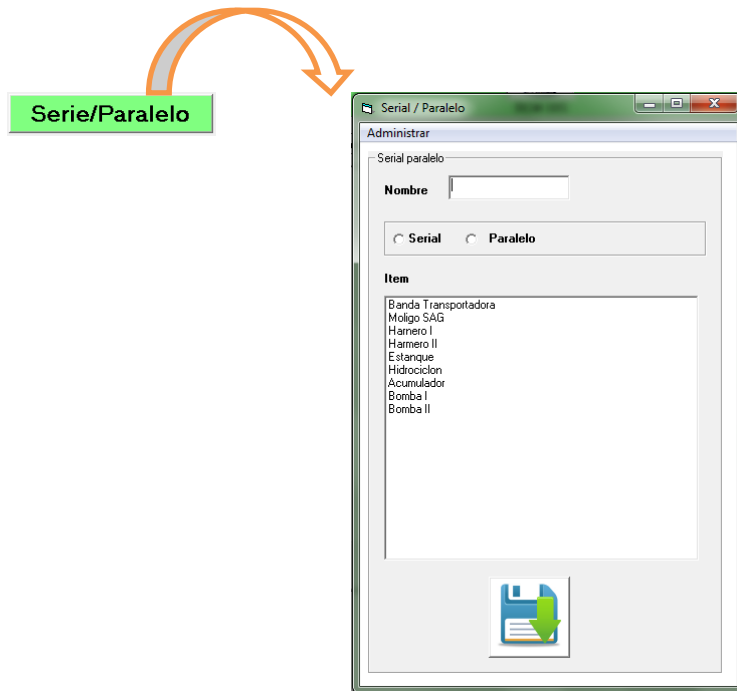 Serie/Paralelo
Serial / Paralelo
Administrar
Serial paralelo
Nombre
Serial Paralelo
Item
Banda Transportadora
Moligo SAG
Harnero I
Harmero II
Estanque
Hidrociclon
Acumulador
Bomba I
Bomba II